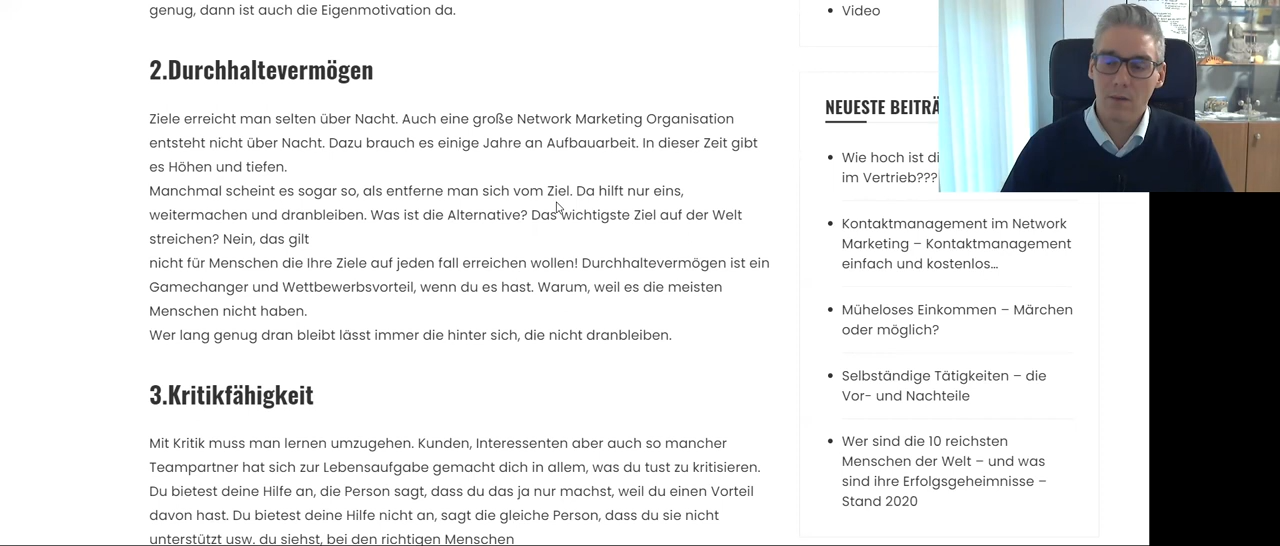 genug, dann ist auch die Eigenmotivation da.
2.Durchhaltevermögen
Ziele erreicht man selten über Nacht. Auch eine große Network Marketing Organisation
entsteht nicht über Nacht. Dazu brauch es einige Jahre an Aufbauarbeit. In dieser Zeit gibt
es Höhen und tiefen.
Manchmal scheint es sogar so, als entferne man sich vom Ziel. Da hilft nur eins,
weitermachen und dranbleiben. Was ist die Alternative? Das wichtigste Ziel auf der Welt
streichen? Nein, das gilt
nicht für Menschen die Ihre Ziele auf jeden fall erreichen wollen! Durchhaltevermögen ist ein
Gamechanger und Wettbewerbsvorteil, wenn du es hast. Warum, weil es die meisten
Menschen nicht haben.
Wer lang genug dran bleibt lässt immer die hinter sich, die nicht dranbleiben.
3.Kritikfähigkeit
Mit Kritik muss man lernen umzugehen. Kunden, Interessenten aber auch so mancher
Teampartner hat sich zur Lebensaufgabe gemacht dich in allem, was du tust zu kritisieren.
Du bietest deine Hilfe an, die Person sagt, dass du das ja nur machst, weil du einen Vorteil
davon hast. Du bietest deine Hilfe nicht an, sagt die gleiche Person, dass du sie nicht
unterstützt usw. du siehst, bei den richtigen Menschen
Video
NEUESTE BEITRÄ
Wie hoch ist di
im Vertrieb???
Kontaktmanagement im Network
Marketing – Kontaktmanagement
einfach und kostenlos…
Müheloses Einkommen – Märchen
oder möglich?
Selbständige Tätigkeiten – die
Vor- und Nachteile
Wer sind die 10 reichsten
Menschen der Welt – und was
sind ihre Erfolgsgeheimnisse –
Stand 2020